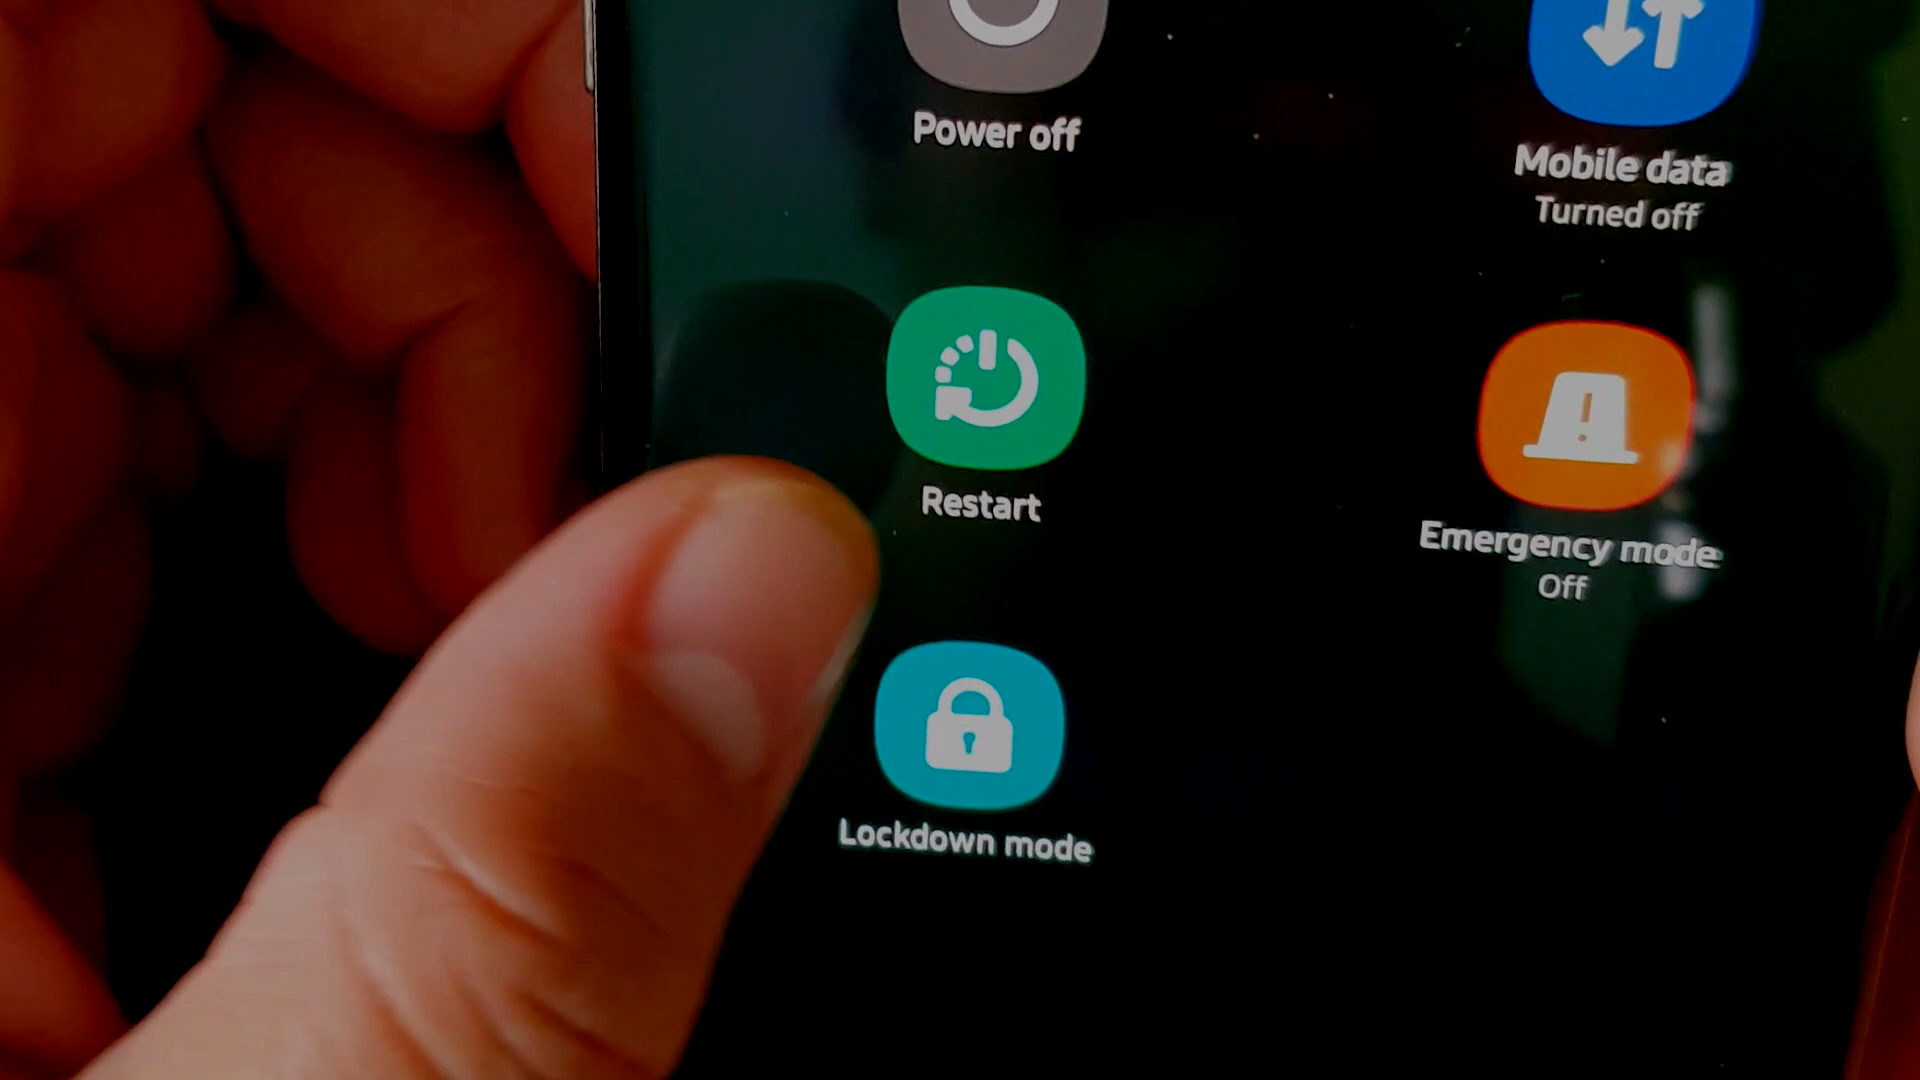 Power off
Mobile data
Turned off
Restart
Emergency mode
Off
Lockdown mode